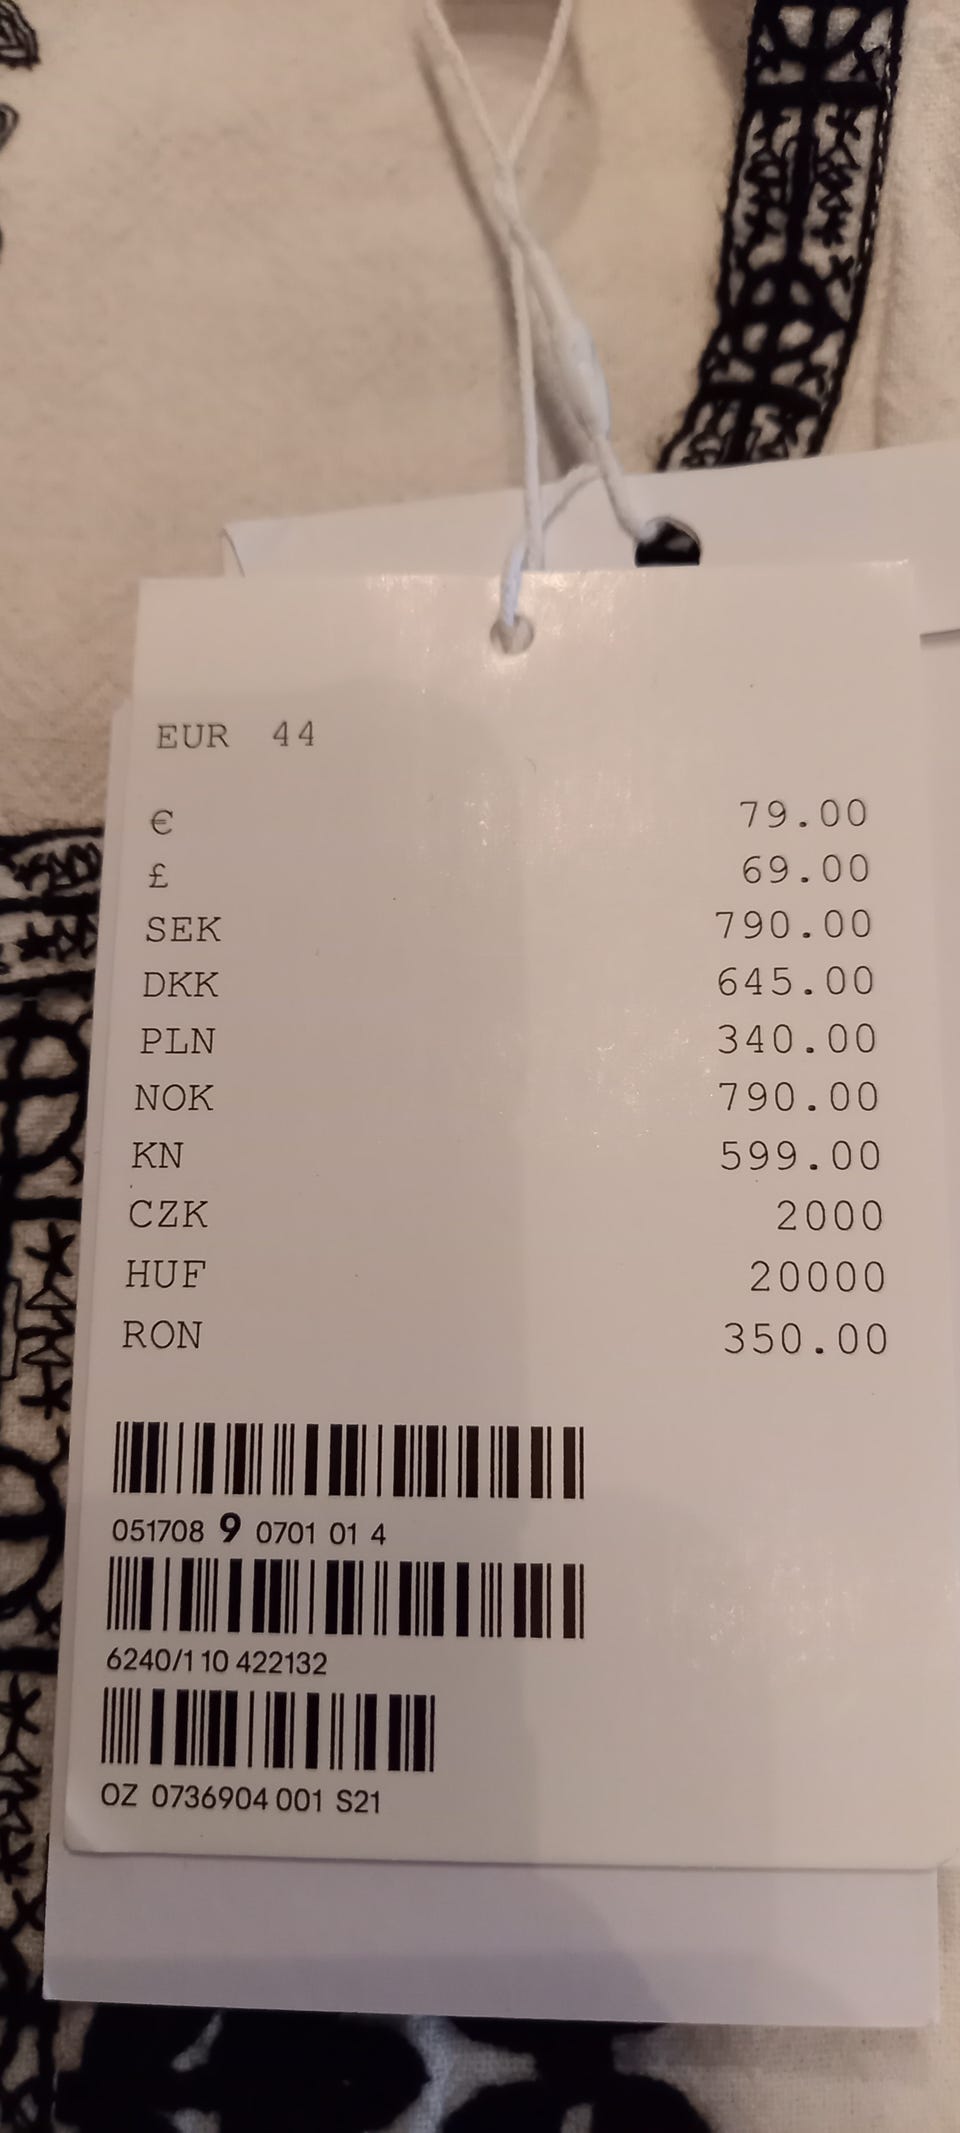 EUR 44
€ 79.00
£ 69.00
SEK 790.00
DKK 645.00
PLN 340.00
NOK 790.00
KN 599.00
CZK 2000
HUF 20000
RON 350.00
051708 9 0701 01 4
6240/1 10 422132
OZ 0736904 001 S21